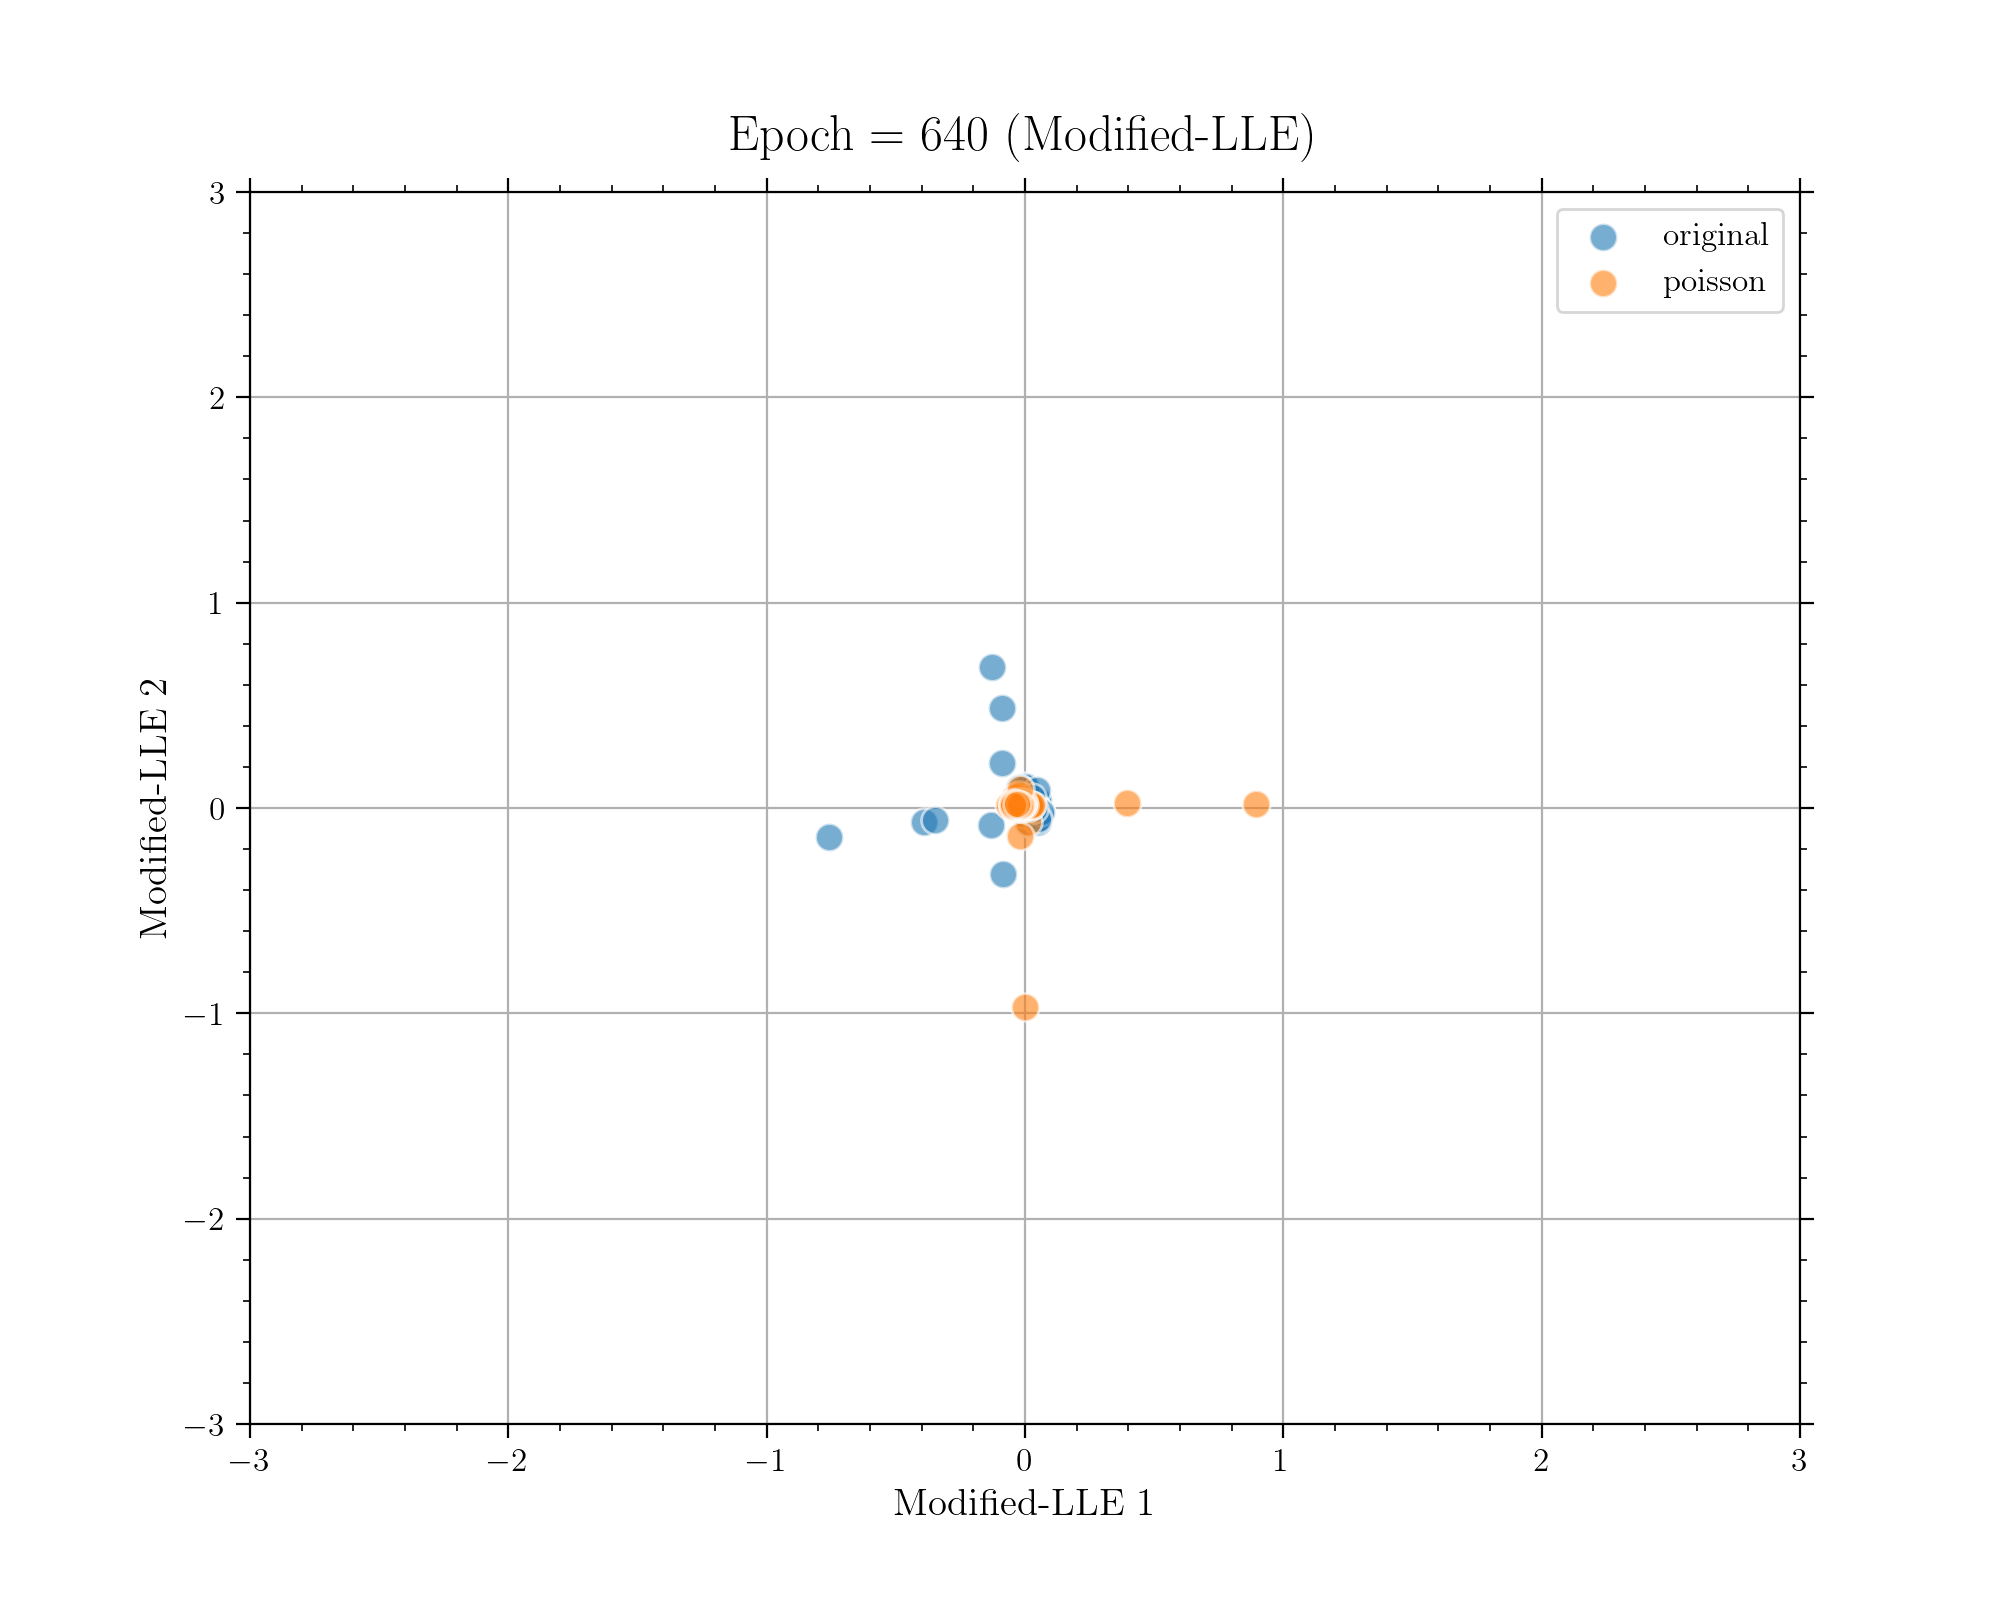 Epoch = 640 (Modified-LLE)
original
poisson
3
2
1
0
−1
−2
−3
−3
−2
−1
0
1
2
3
Modified-LLE 1
Modified-LLE 2